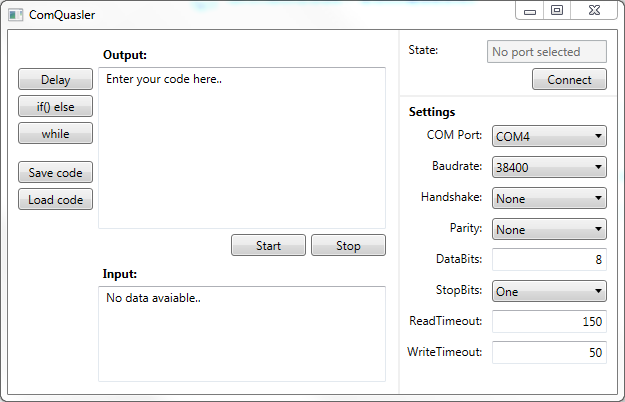 ComQuasler
Output:
Delay
if() else
while
Save code
Load code
Enter your code here..
Start
Stop
Input:
No data avaiable..
State:
No port selected
Connect
Settings
COM Port:
COM4
Baudrate:
38400
Handshake:
None
Parity:
None
DataBits:
8
StopBits:
One
ReadTimeout:
150
WriteTimeout:
50